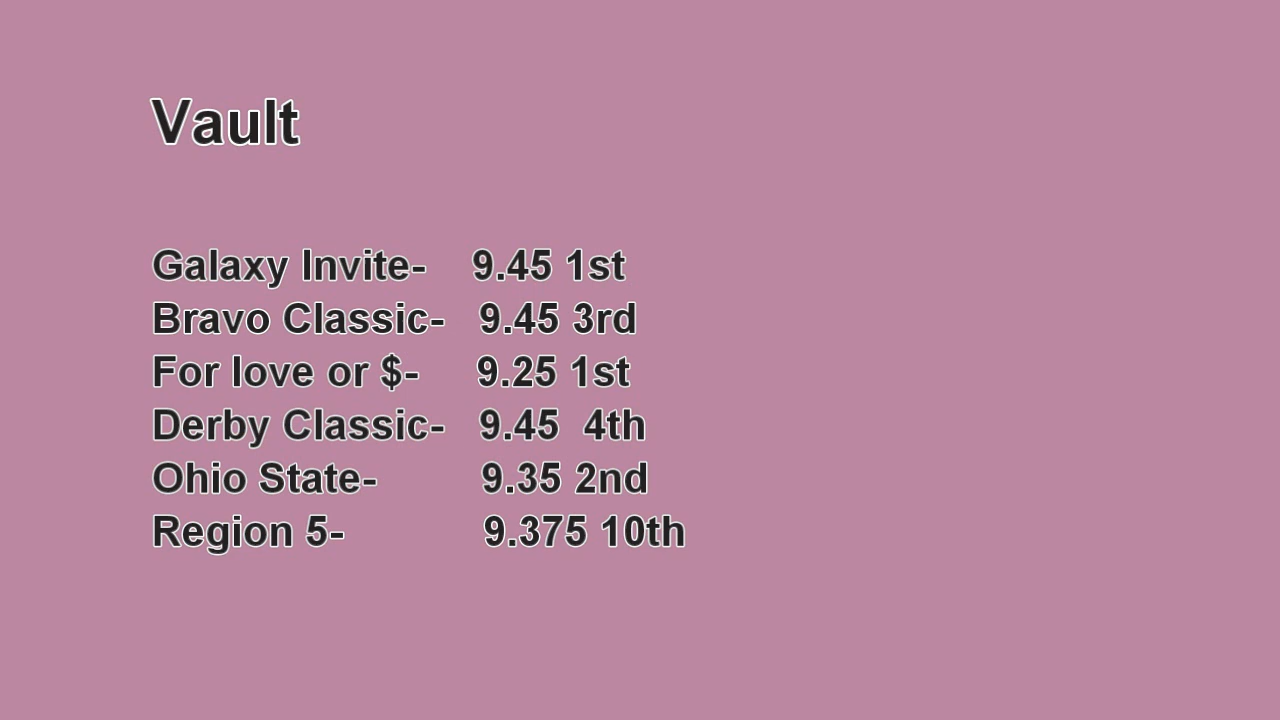 Vault
Galaxy Invite- 9.45 1st
Bravo Classic- 9.45 3rd
For love or $- 9.25 1st
Derby Classic- 9.45 4th
Ohio State- 9.35 2nd
Region 5- 9.375 10th